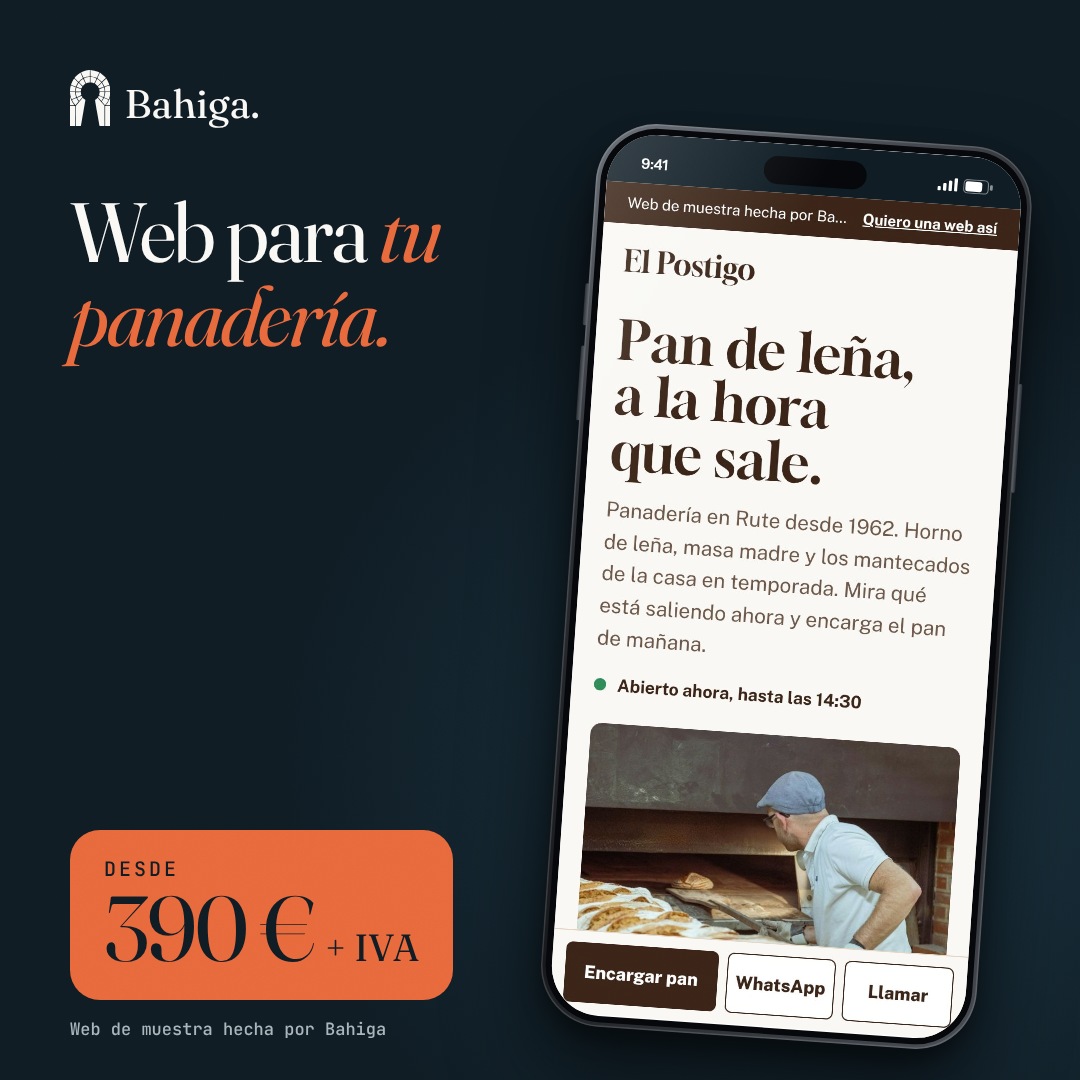 Bahiga.
Web para tu
panadería.
9:41
Web de muestra hecha por Ba... Quiero una web así
El Postigo
Pan de leña,
a la hora
que sale.
Panadería en Rute desde 1962. Horno
de leña, masa madre y los mantecados
de la casa en temporada. Mira qué
está saliendo ahora y encarga el pan
de mañana.
Abierto ahora, hasta las 14:30
Encargar pan
WhatsApp
Llamar
DESDE
390 € + IVA
Web de muestra hecha por Bahiga